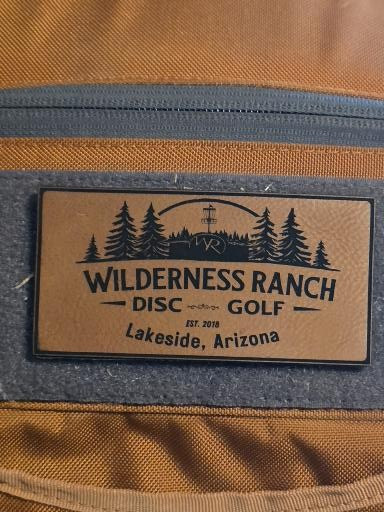 WR
WILDERNESS RANCH
DISC GOLF
EST. 2018
Lakeside, Arizona